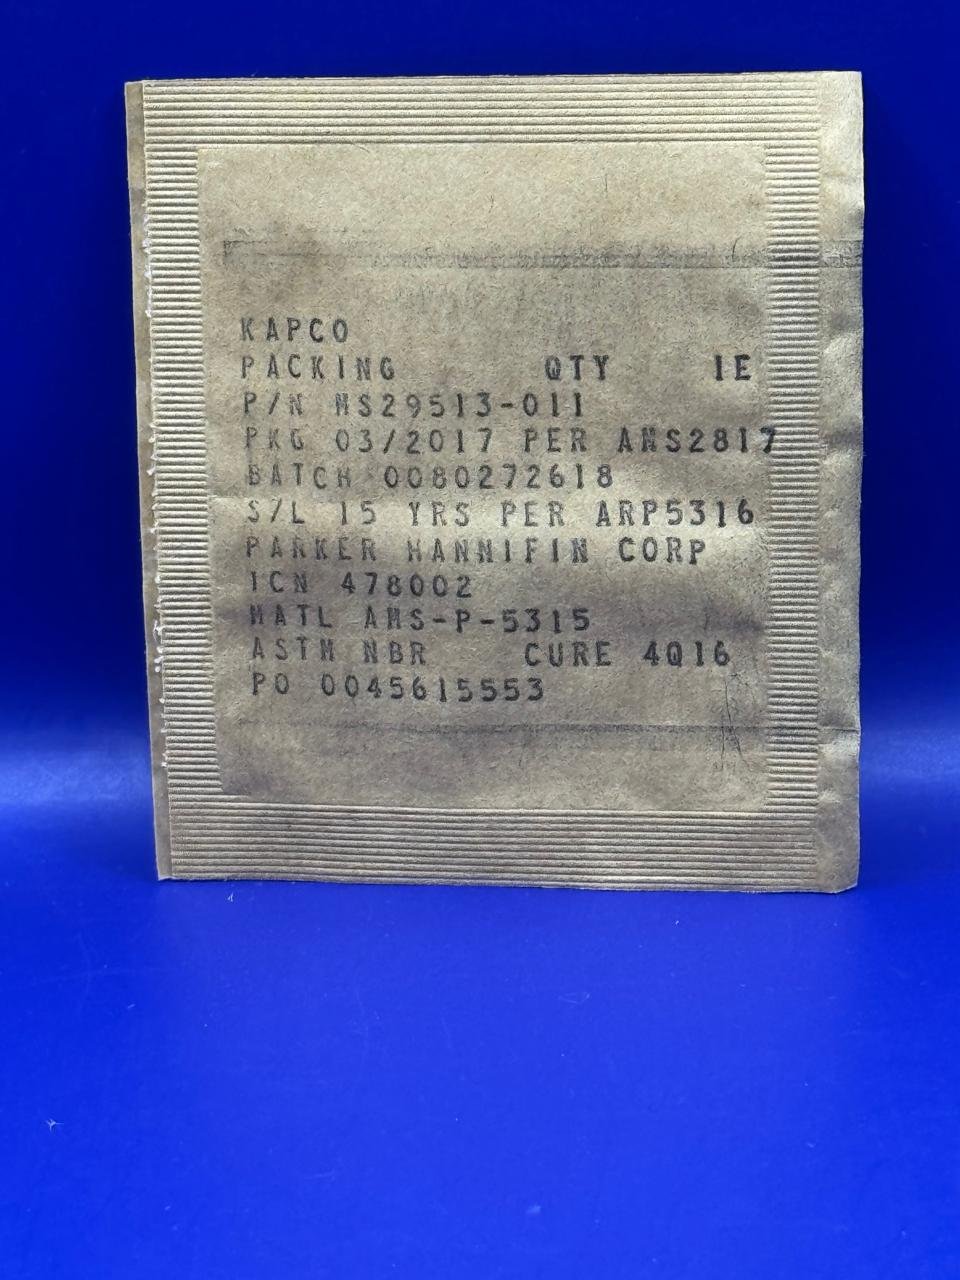 KAPCO
PACKING QTY 1E
P/N MS29513-011
PKG 03/2017 PER AMS2817
BATCH 0080272618
S/L 15 YRS PER ARP5316
PARKER HANNIFIN CORP
ICN 478002
MATL AMS-P-5315
ASTM NBR CURE 4Q16
PO 0045615553